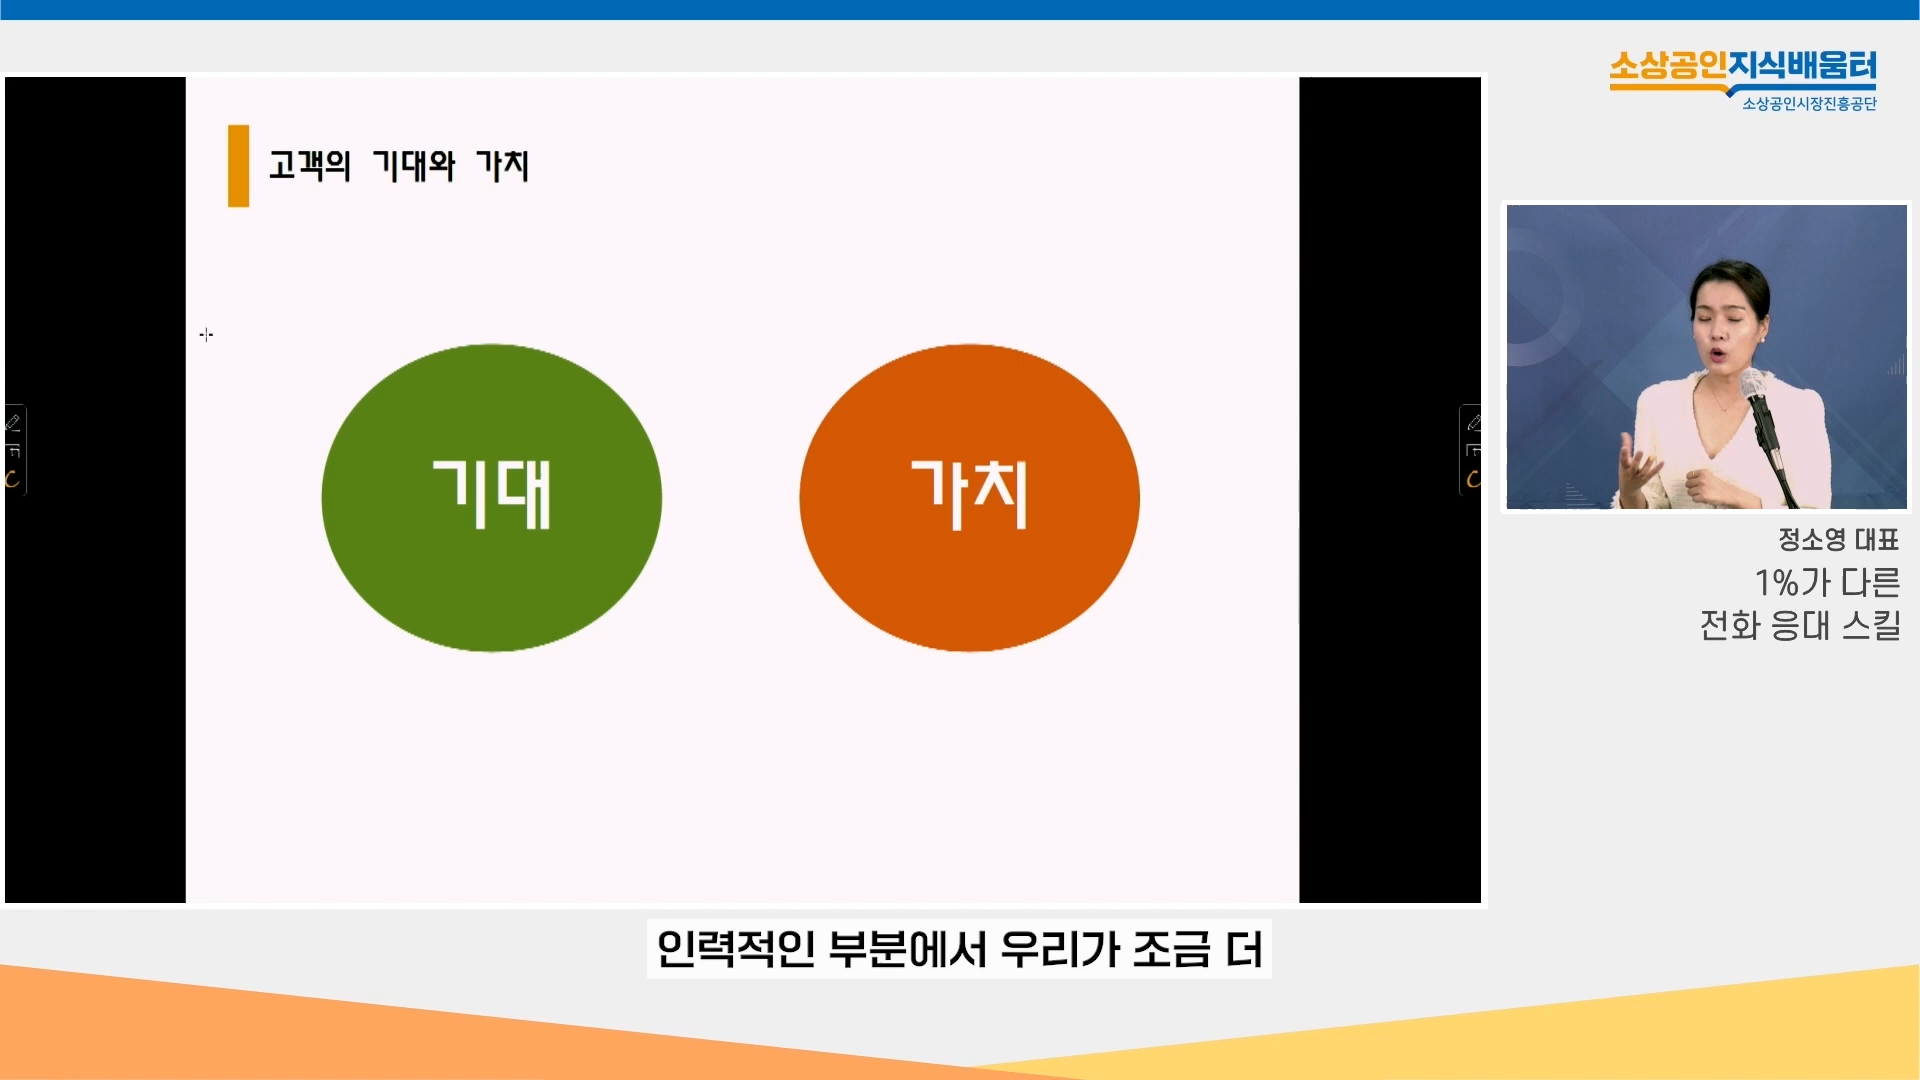 소상공인지식배움터
소상공인시장진흥공단
고객의 기대와 가치
기대
가치
정소영 대표
1%가 다른
전화 응대 스킬
인력적인 부분에서 우리가 조금 더